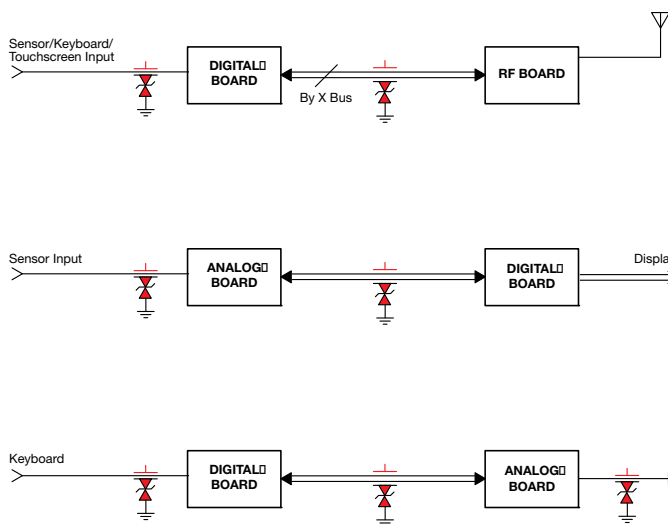 Sensor/Keyboard/
Touchscreen Input
DIGITAL▯
BOARD
By X Bus
RF BOARD
Sensor Input
ANALOG▯
BOARD
DIGITAL▯
BOARD
Displa
Keyboard
DIGITAL▯
BOARD
ANALOG▯
BOARD